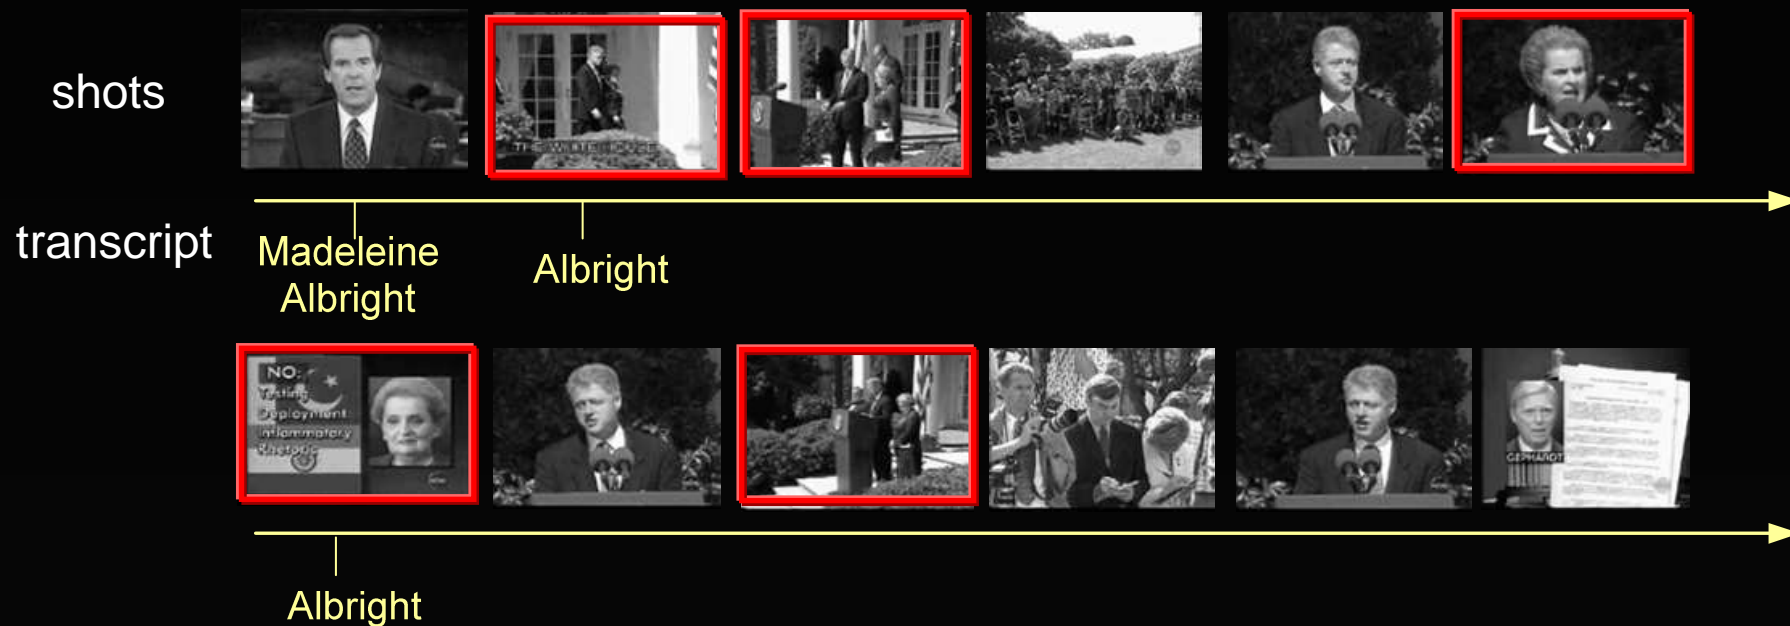 shots
THE WHITE HOUSE
transcript
Madeleine
Albright
Albright
NO:
Testing
Deployment
Inflammatory
Rhetoric
GEPHARDT
Albright